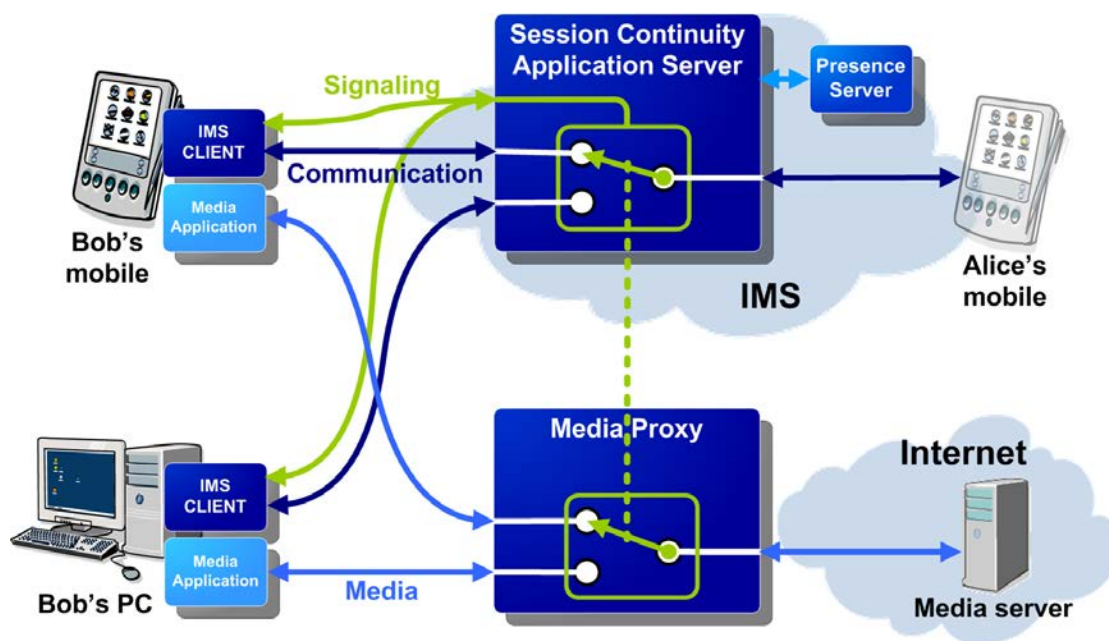 Session Continuity
Application Server
Presence
Server
Signaling
IMS
CLIENT
Communication
Media
Application
Bob's
mobile
Alice's
mobile
IMS
Media Proxy
Internet
IMS
CLIENT
Media
Application
Media
Bob's PC
Media server